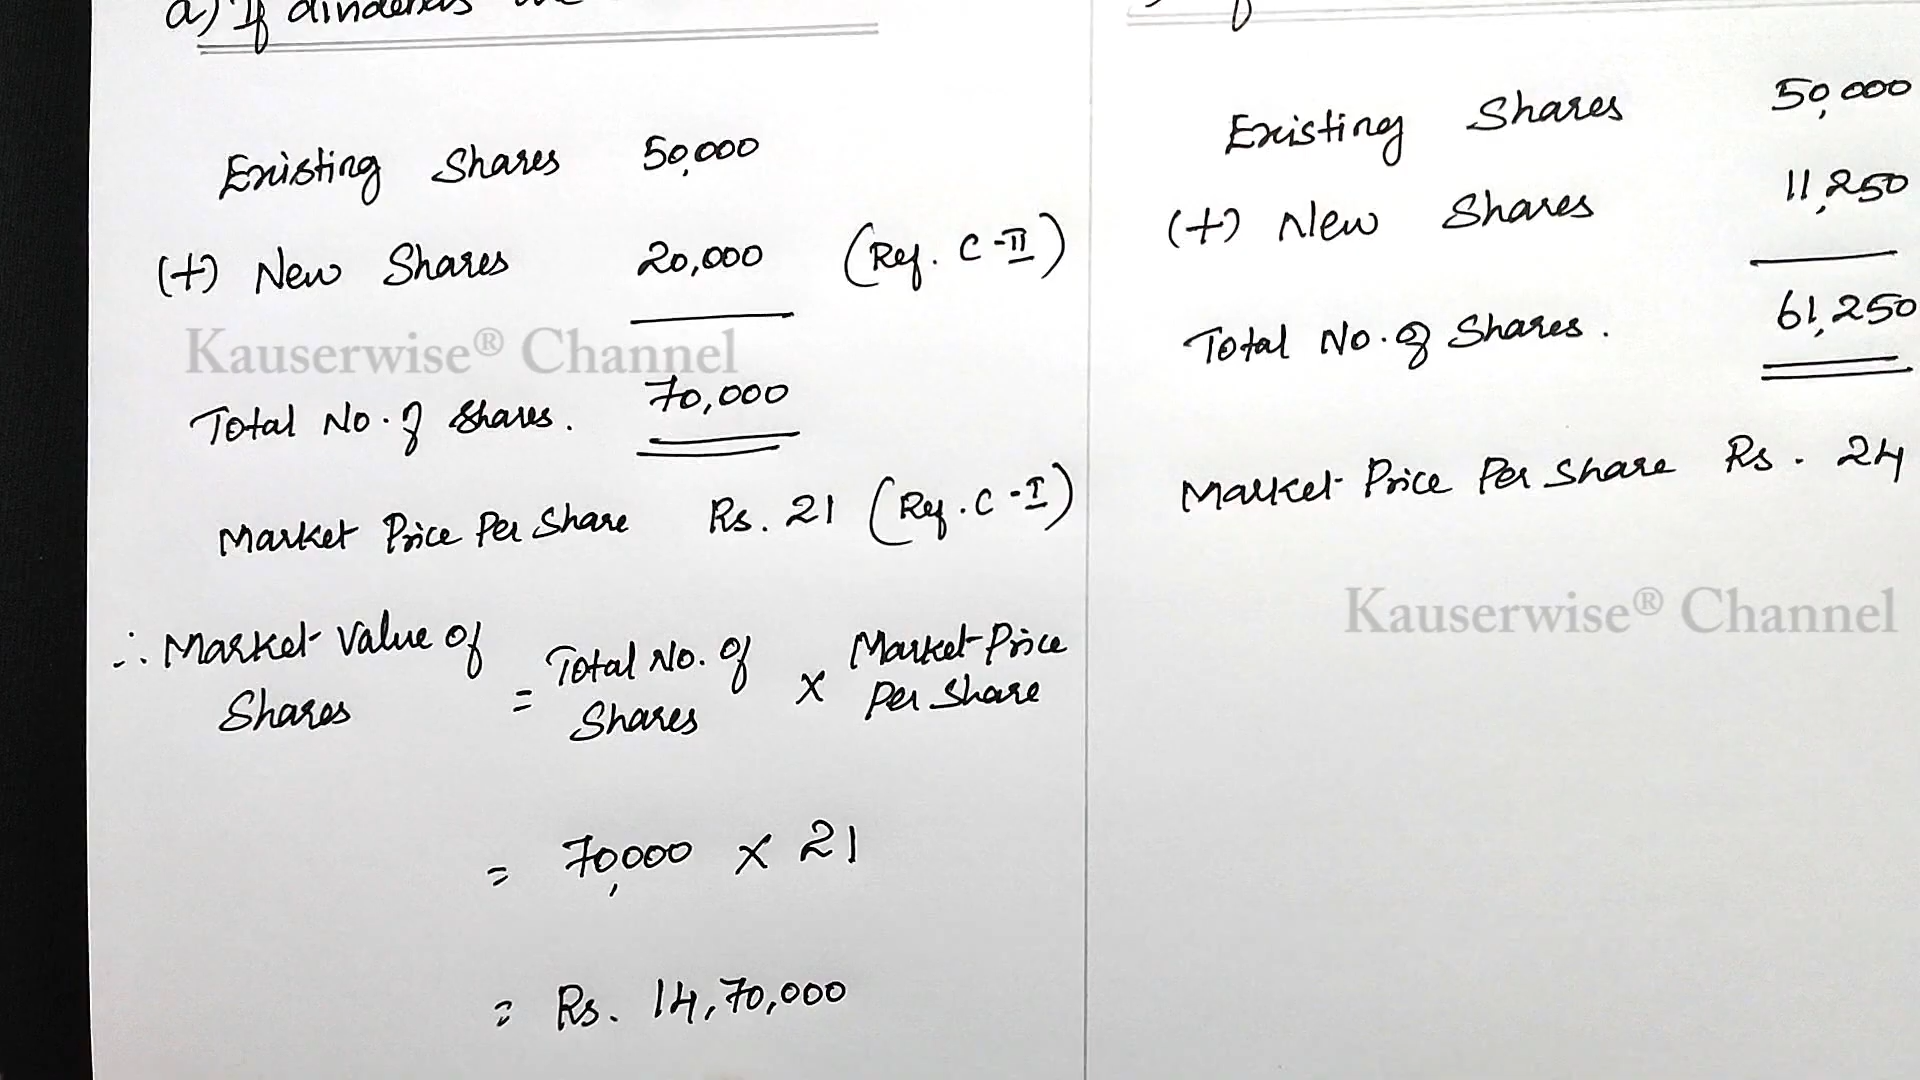 a) If dividends
Existing Shares 50,000
(+) New Shares 20,000 (Ref. C-II)
Kauserwise® Channel
Total No. of Shares. 70,000
Market Price Per Share Rs. 21 (Ref. C-I)
∴ Market Value of Shares = Total No. of Shares x Market Price Per Share
= 70,000 x 21
= Rs. 14,70,000
Existing Shares 50,000
(+) New Shares 11,250
Total No. of Shares. 61,250
Market Price Per Share Rs. 24
Kauserwise® Channel